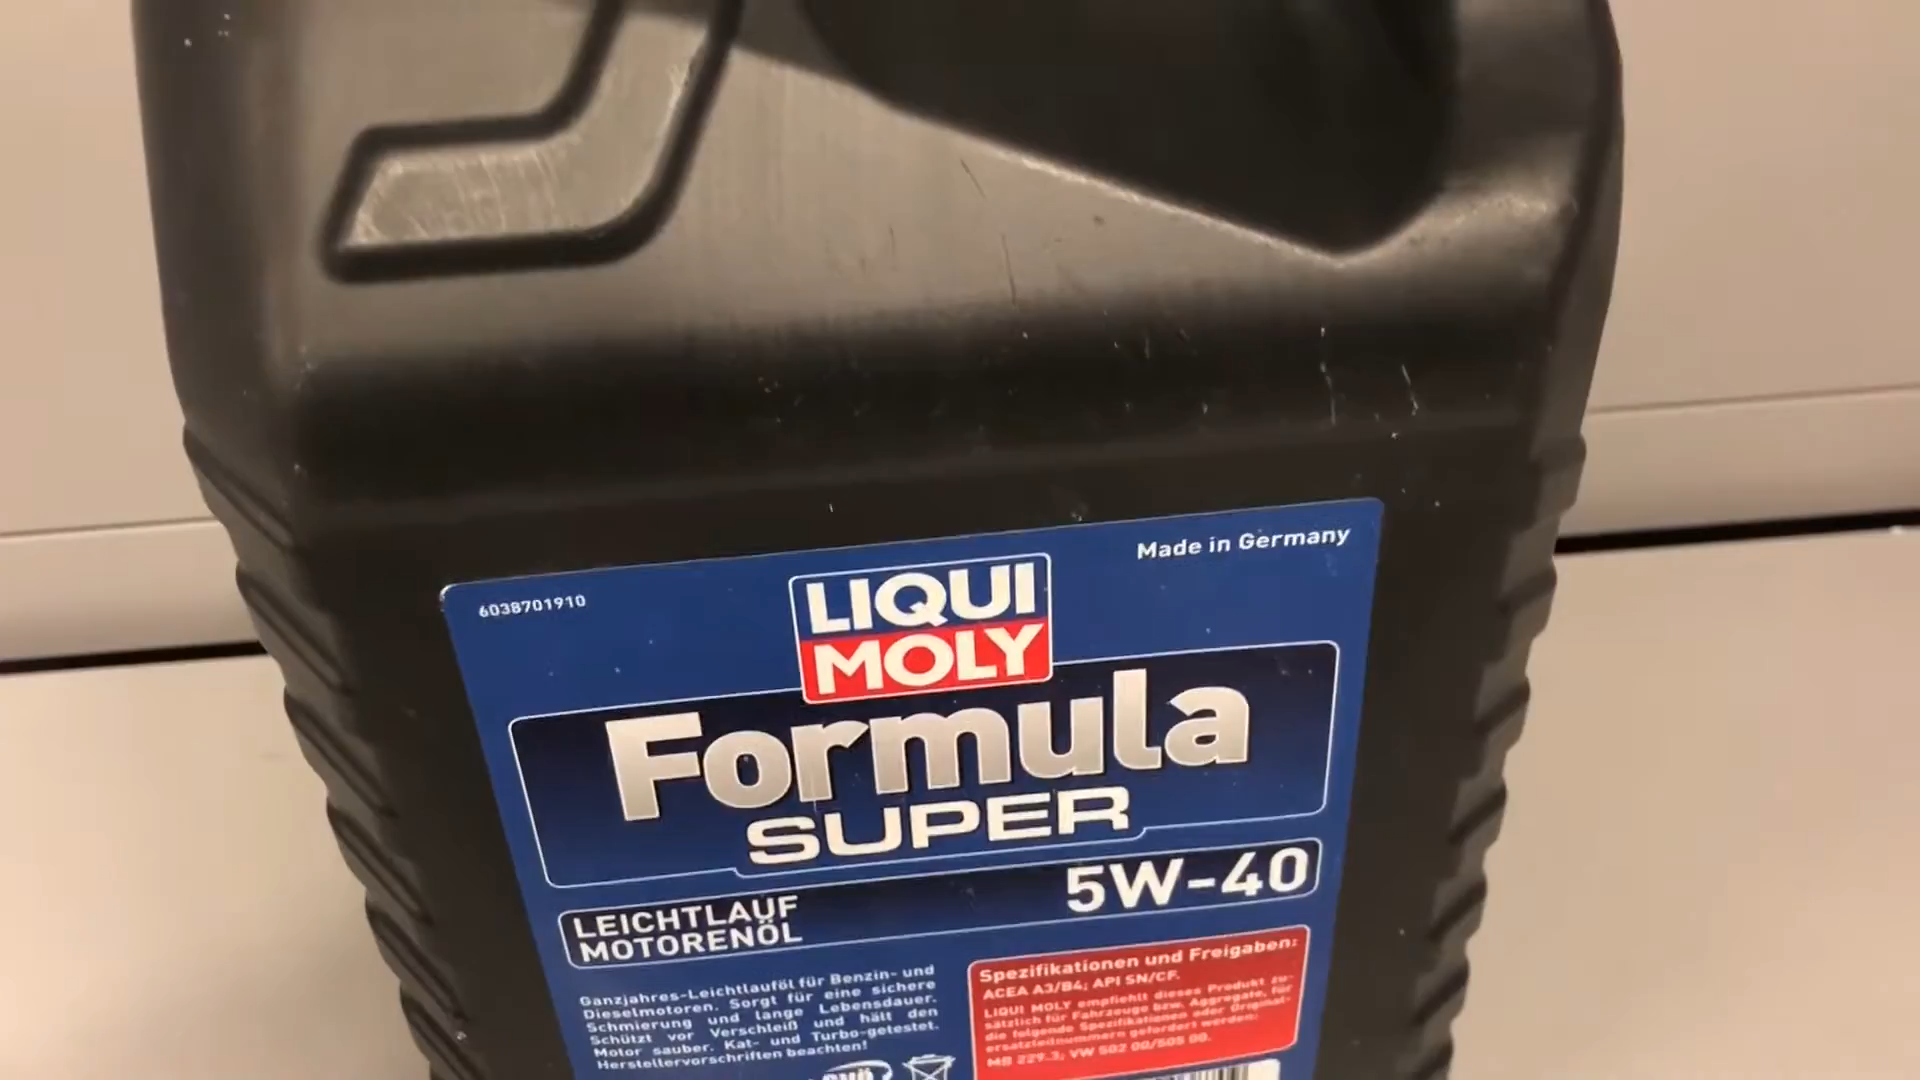 Made in Germany
6038701910
LIQUI
MOLY
Formula
SUPER
5W-40
LEICHTLAUF
MOTORENÖL
Ganzjahres-Leichtlauföl für Benzin- und
Dieselmotoren. Sorgt für eine sichere
Schmierung und lange Lebensdauer.
Schützt vor Verschleiß und hält den
Motor sauber. Kat- und Turbo-getestet.
Herstellervorschriften beachten!
Spezifikationen und Freigaben:
ACEA A3/B4; API SN/CF.
LIQUI MOLY empfiehlt dieses Produkt zu-
sätzlich für Fahrzeuge bzw. Aggregate, für
die folgende Spezifikationen oder Original-
ersatzteilnummern gefordert werden:
MB 229.3; VW 502 00/505 00.